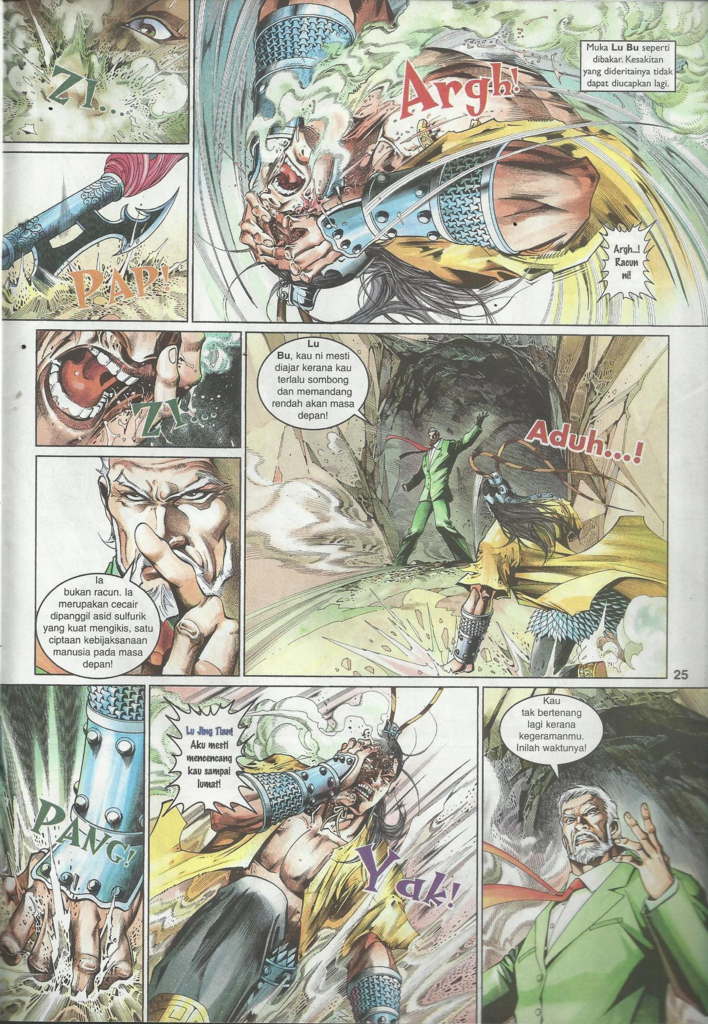 ZI...
Argh!
Muka Lu Bu seperti
dibakar. Kesakitan
yang dideritainya tidak
dapat diucapkan lagi.
PAP!
Argh..!
Racun
ni!
ZI...
Lu
Bu, kau ni mesti
diajar kerana kau
terlalu sombong
dan memandang
rendah akan masa
depan!
Aduh...!
Ia
bukan racun. Ia
merupakan cecair
dipanggil asid sulfurik
yang kuat mengikis, satu
ciptaan kebijaksanaan
manusia pada masa
depan!
25
PANG!
Lu Jing Tian!
Aku mesti
mencencang
kau sampai
lumat!
Yak!
Kau
tak bertenang
lagi kerana
kegeramanmu.
Inilah waktunya!